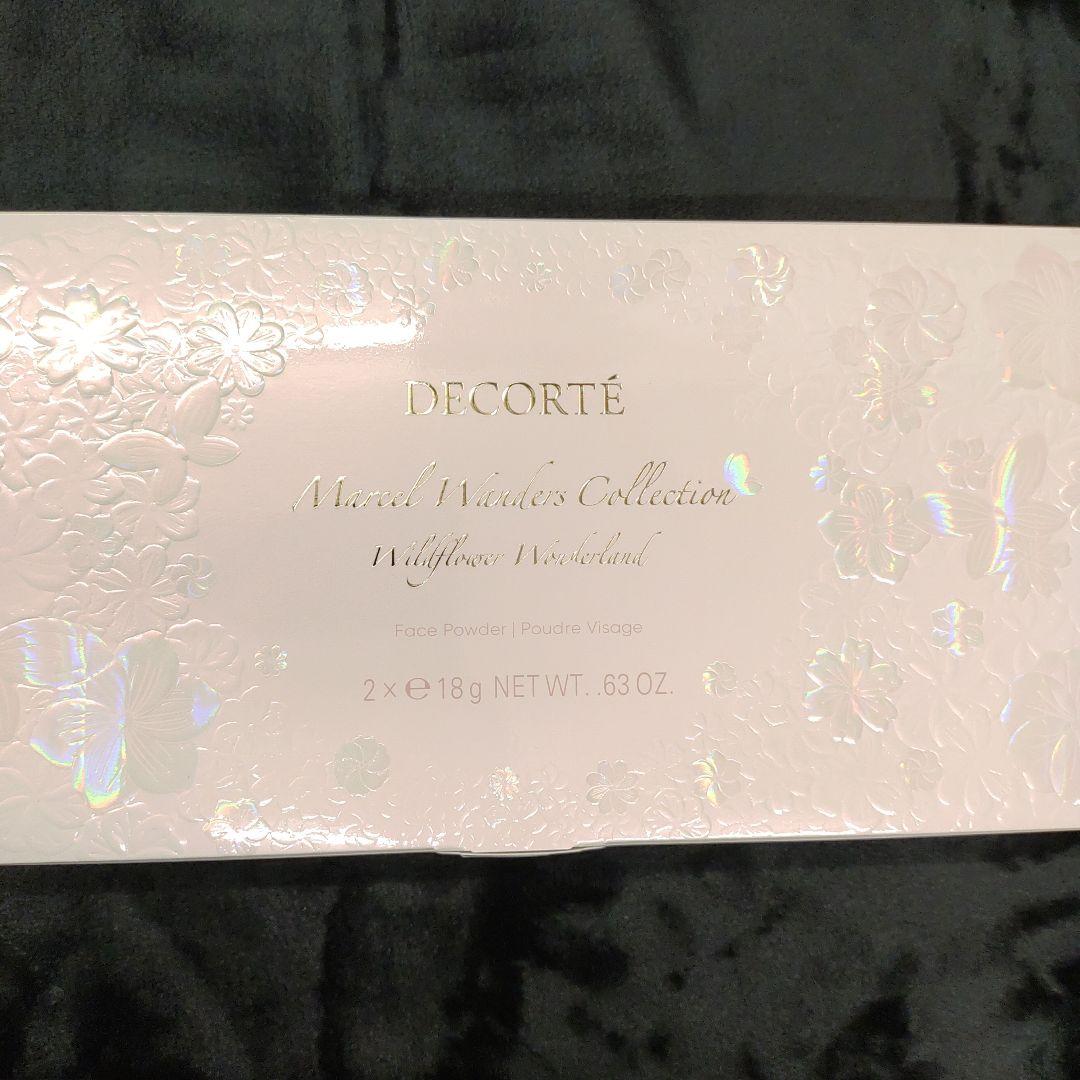 DECORTÉ
Marcel Wanders Collection
Wildflower Wonderland
Face Powder | Poudre Visage
2 × ℮ 18 g NET WT. .63 OZ.